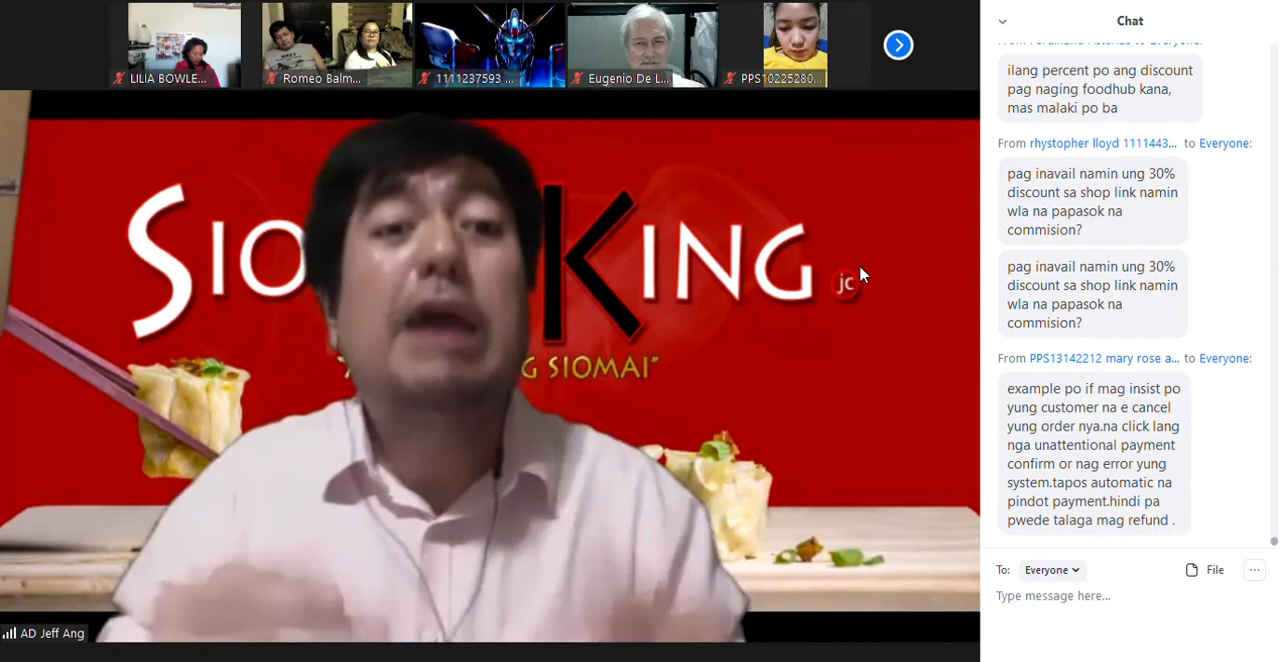 LILIA BOWLE...
Romeo Balm...
1111237593 ...
Eugenio De L...
PPS10225280...
SIO KING
jc
G SIOMAI"
AD Jeff Ang
Chat
to Everyone:
ilang percent po ang discount
pag naging foodhub kana,
mas malaki po ba
From rhystopher lloyd 1111443... to Everyone:
pag inavail namin ung 30%
discount sa shop link namin
wla na papasok na
commision?
pag inavail namin ung 30%
discount sa shop link namin
wla na papasok na
commision?
From PPS13142212 mary rose a... to Everyone:
example po if mag insist po
yung customer na e cancel
yung order nya.na click lang
nga unattentional payment
confirm or nag error yung
system.tapos automatic na
pindot payment.hindi pa
pwede talaga mag refund .
To: Everyone File ...
Type message here...